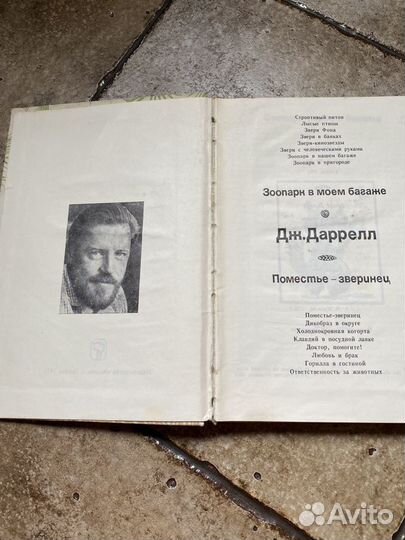 Строптивый питон
Лысые птицы
Звери Фона
Звери в банках
Звери-кинозвезды
Звери с человеческими руками
Зоопарк в нашем багаже
Зоопарк в пригороде
Зоопарк в моем багаже
Дж.Даррелл
Поместье – зверинец
Поместье-зверинец
Дикобраз в округе
Хладнокровная когорта
Клавдий в посудной лавке
Доктор, помогите!
Любовь и брак
Горилла в гостиной
Ответственность за животных
Avito